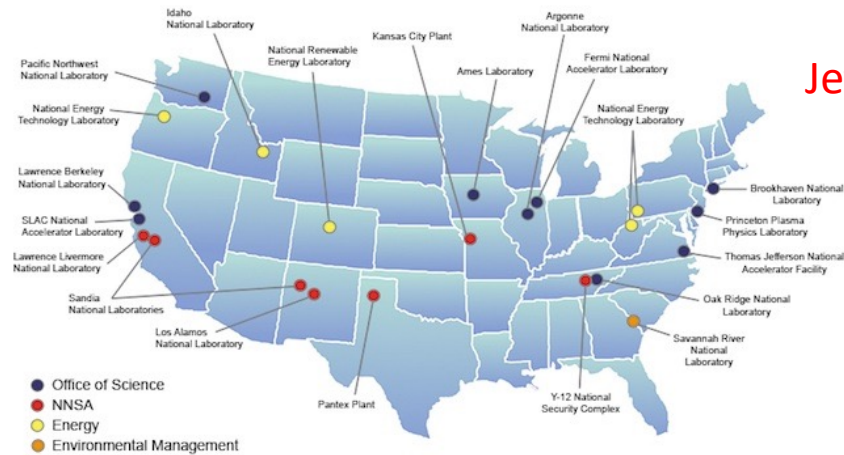 Idaho
National Laboratory
Pacific Northwest
National Laboratory
National Energy
Technology Laboratory
National Renewable
Energy Laboratory
Kansas City Plant
Ames Laboratory
Argonne
National Laboratory
Fermi National
Accelerator Laboratory
National Energy
Technology Laboratory
Je
Lawrence Berkeley
National Laboratory
SLAC National
Accelerator Laboratory
Lawrence Livermore
National Laboratory
Sandia
National Laboratories
Los Alamos
National Laboratory
Pantex Plant
Brookhaven National
Laboratory
Princeton Plasma
Physics Laboratory
Thomas Jefferson National
Accelerator Facility
Oak Ridge National
Laboratory
Savannah River
National
Laboratory
Y-12 National
Security Complex
Office of Science
NNSA
Energy
Environmental Management